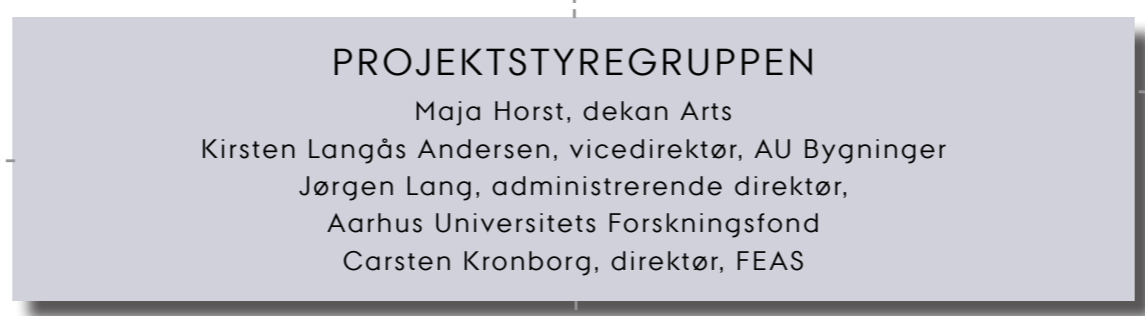 PROJEKTSTYREGRUPPEN
Maja Horst, dekan Arts
Kirsten Langås Andersen, vicedirektør, AU Bygninger
Jørgen Lang, administrerende direktør,
Aarhus Universitets Forskningsfond
Carsten Kronborg, direktør, FEAS